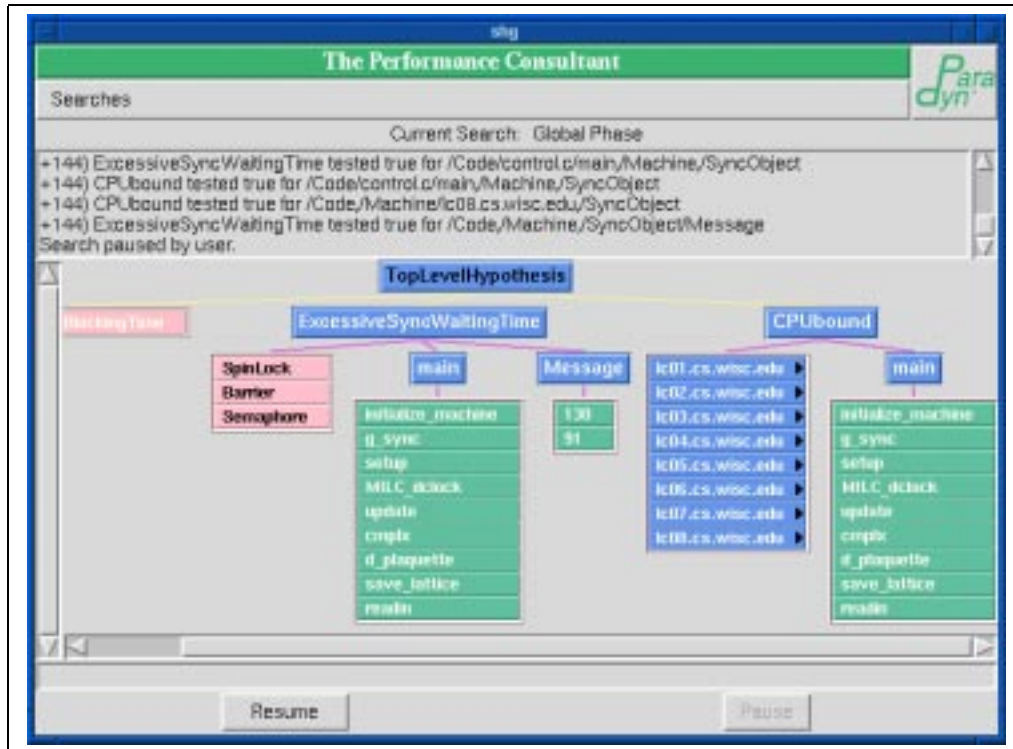 shg
The Performance Consultant
Para
dyn
Searches
Current Search: Global Phase
+144) ExcessiveSyncWaitingTime tested true for /Code/control.c/main,/Machine,/SyncObject
+144) CPUbound tested true for /Code/control.c/main,/Machine,/SyncObject
+144) CPUbound tested true for /Code,/Machine/lc08.cs.wisc.edu,/SyncObject
+144) ExcessiveSyncWaitingTime tested true for /Code,/Machine,/SyncObject/Message
Search paused by user.
TopLevelHypothesis
ExcessiveSyncWaitingTime
CPUbound
SpinLock
Barrier
Semaphore
main
initialize_machine
g_sync
setup
MILC_dclock
update
cmplx
d_plaquette
save_lattice
readin
Message
91
lc01.cs.wisc.edu
lc02.cs.wisc.edu
lc03.cs.wisc.edu
lc04.cs.wisc.edu
lc05.cs.wisc.edu
lc06.cs.wisc.edu
lc07.cs.wisc.edu
lc08.cs.wisc.edu
main
initialize_machine
g_sync
setup
MILC_dclock
update
cmplx
d_plaquette
save_lattice
readin
Resume
Pause